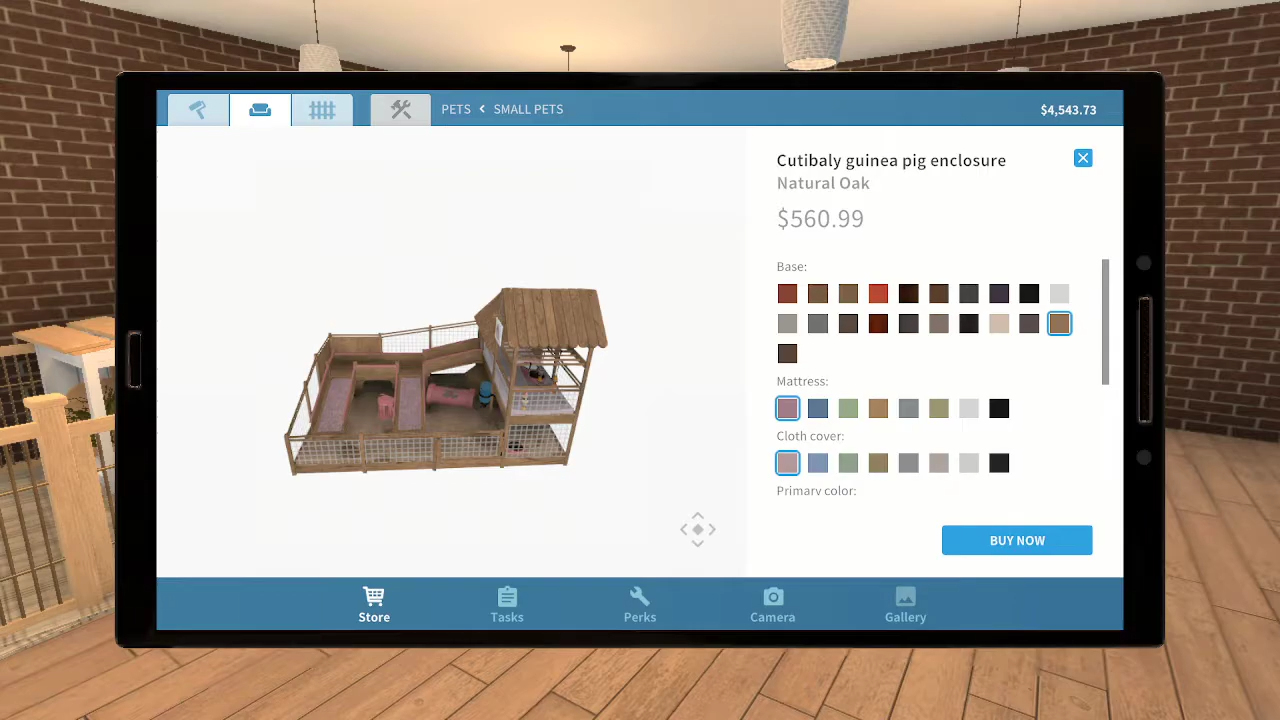 PETS < SMALL PETS
$4,543.73
Cutibaly guinea pig enclosure
Natural Oak
$560.99
Base:
Mattress:
Cloth cover:
Primary color:
BUY NOW
Store
Tasks
Perks
Camera
Gallery